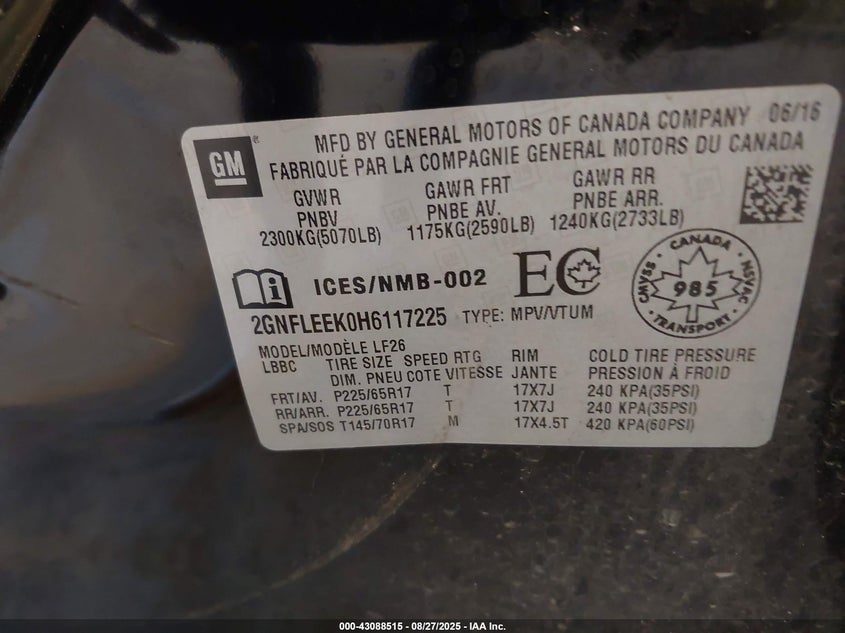 GM
MFD BY GENERAL MOTORS OF CANADA COMPANY 06/16
FABRIQUÉ PAR LA COMPAGNIE GENERAL MOTORS DU CANADA
GVWR GAWR FRT GAWR RR
PNBV PNBE AV. PNBE ARR.
2300KG(5070LB) 1175KG(2590LB) 1240KG(2733LB)
ICES/NMB-002 EC
CANADA
CMVSS 985 NSVAC
TRANSPORT
2GNFLEEK0H6117225 TYPE: MPV/VTUM
MODEL/MODÈLE LF26
LBBC TIRE SIZE SPEED RTG RIM COLD TIRE PRESSURE
DIM. PNEU COTE VITESSE JANTE PRESSION À FROID
FRT/AV. P225/65R17 T 17X7J 240 KPA(35PSI)
RR/ARR. P225/65R17 T 17X7J 240 KPA(35PSI)
SPA/SOS T145/70R17 M 17X4.5T 420 KPA(60PSI)
000-43088515 - 08/27/2025 - IAA Inc.